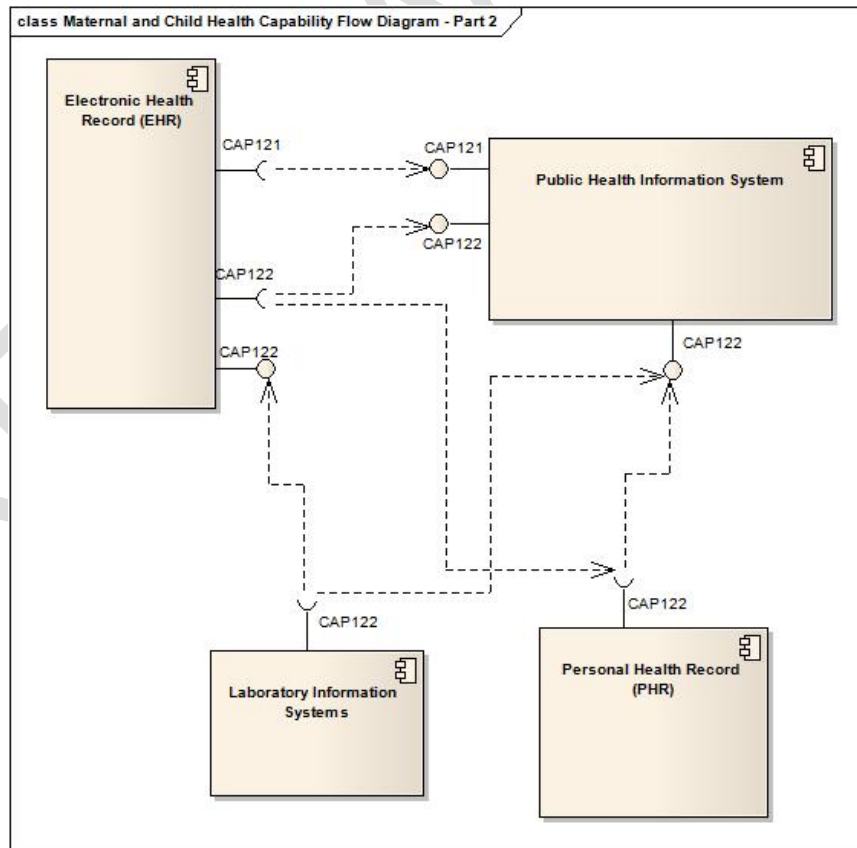 class Maternal and Child Health Capability Flow Diagram - Part 2
Electronic Health
Record (EHR)
CAP121
CAP121
Public Health Information System
CAP122
CAP122
CAP122
CAP122
CAP122
CAP122
Laboratory Information
Systems
Personal Health Record
(PHR)